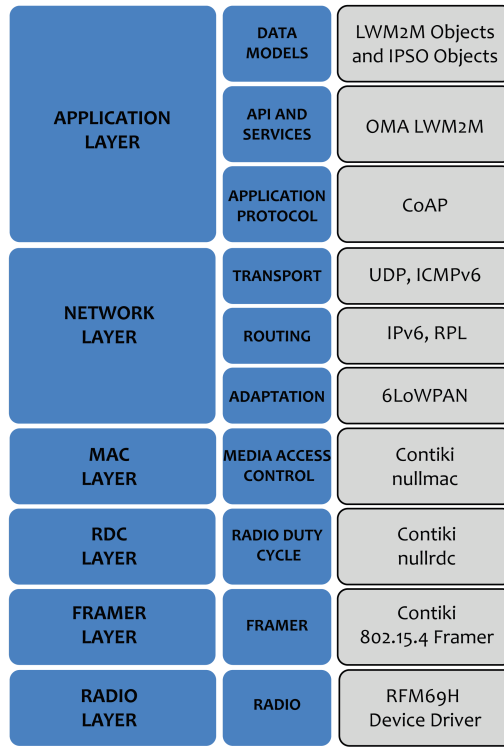 APPLICATION
LAYER
DATA
MODELS
LWM2M Objects
and IPSO Objects
API AND
SERVICES
OMA LWM2M
APPLICATION
PROTOCOL
CoAP
NETWORK
LAYER
TRANSPORT
UDP, ICMPv6
ROUTING
IPv6, RPL
ADAPTATION
6LoWPAN
MAC
LAYER
MEDIA ACCESS
CONTROL
Contiki
nullmac
RDC
LAYER
RADIO DUTY
CYCLE
Contiki
nullrdc
FRAMER
LAYER
FRAMER
Contiki
802.15.4 Framer
RADIO
LAYER
RADIO
RFM69H
Device Driver